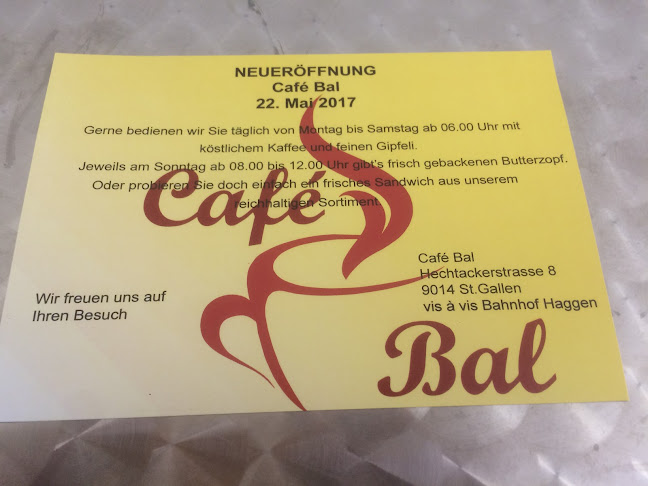 NEUERÖFFNUNG
Café Bal
22. Mai 2017
Gerne bedienen wir Sie täglich von Montag bis Samstag ab 06.00 Uhr mit
köstlichem Kaffee und feinen Gipfeli.
Jeweils am Sonntag ab 08.00 bis 12.00 Uhr gibt's frisch gebackenen Butterzopf.
Oder probieren Sie doch einfach ein frisches Sandwich aus unserem
reichhaltigen Sortiment.
Café
Café Bal
Hechtackerstrasse 8
9014 St.Gallen
vis à vis Bahnhof Haggen
Wir freuen uns auf
Ihren Besuch
Bal